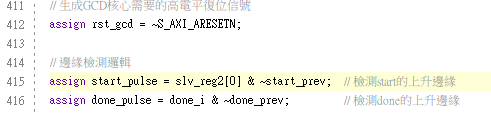 411 // 生成GCD核心需要的高電平復位信號
412 assign rst_gcd = ~S_AXI_ARESETN;
413
414 // 邊緣檢測邏輯
415 assign start_pulse = slv_reg2[0] & ~start_prev; // 檢測start的上升邊緣
416 assign done_pulse = done_i & ~done_prev; // 檢測done的上升邊緣